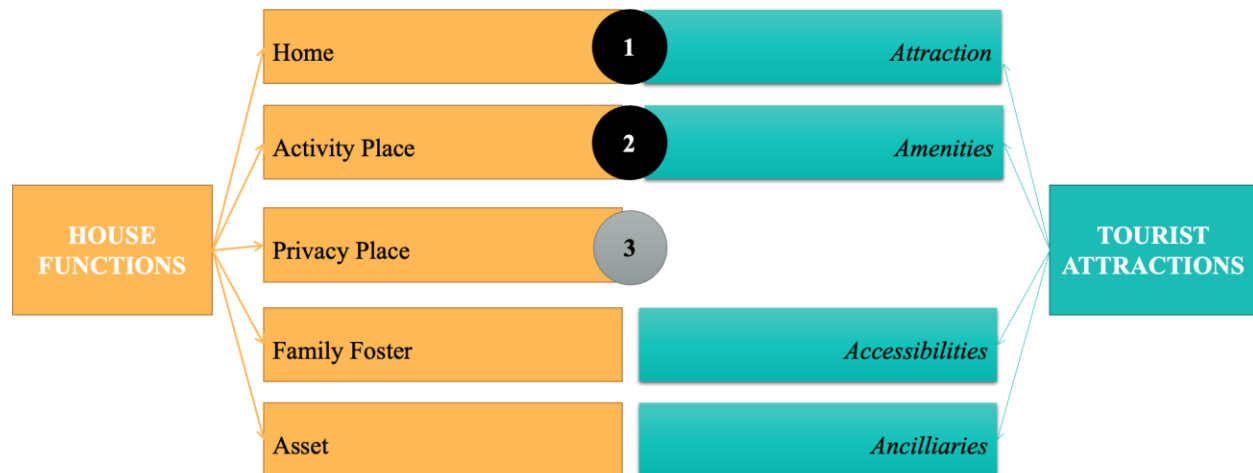 Home
1
Attraction
Activity Place
2
Amenities
HOUSE
FUNCTIONS
Privacy Place
3
TOURIST
ATTRACTIONS
Family Foster
Accessibilities
Asset
Ancilliaries